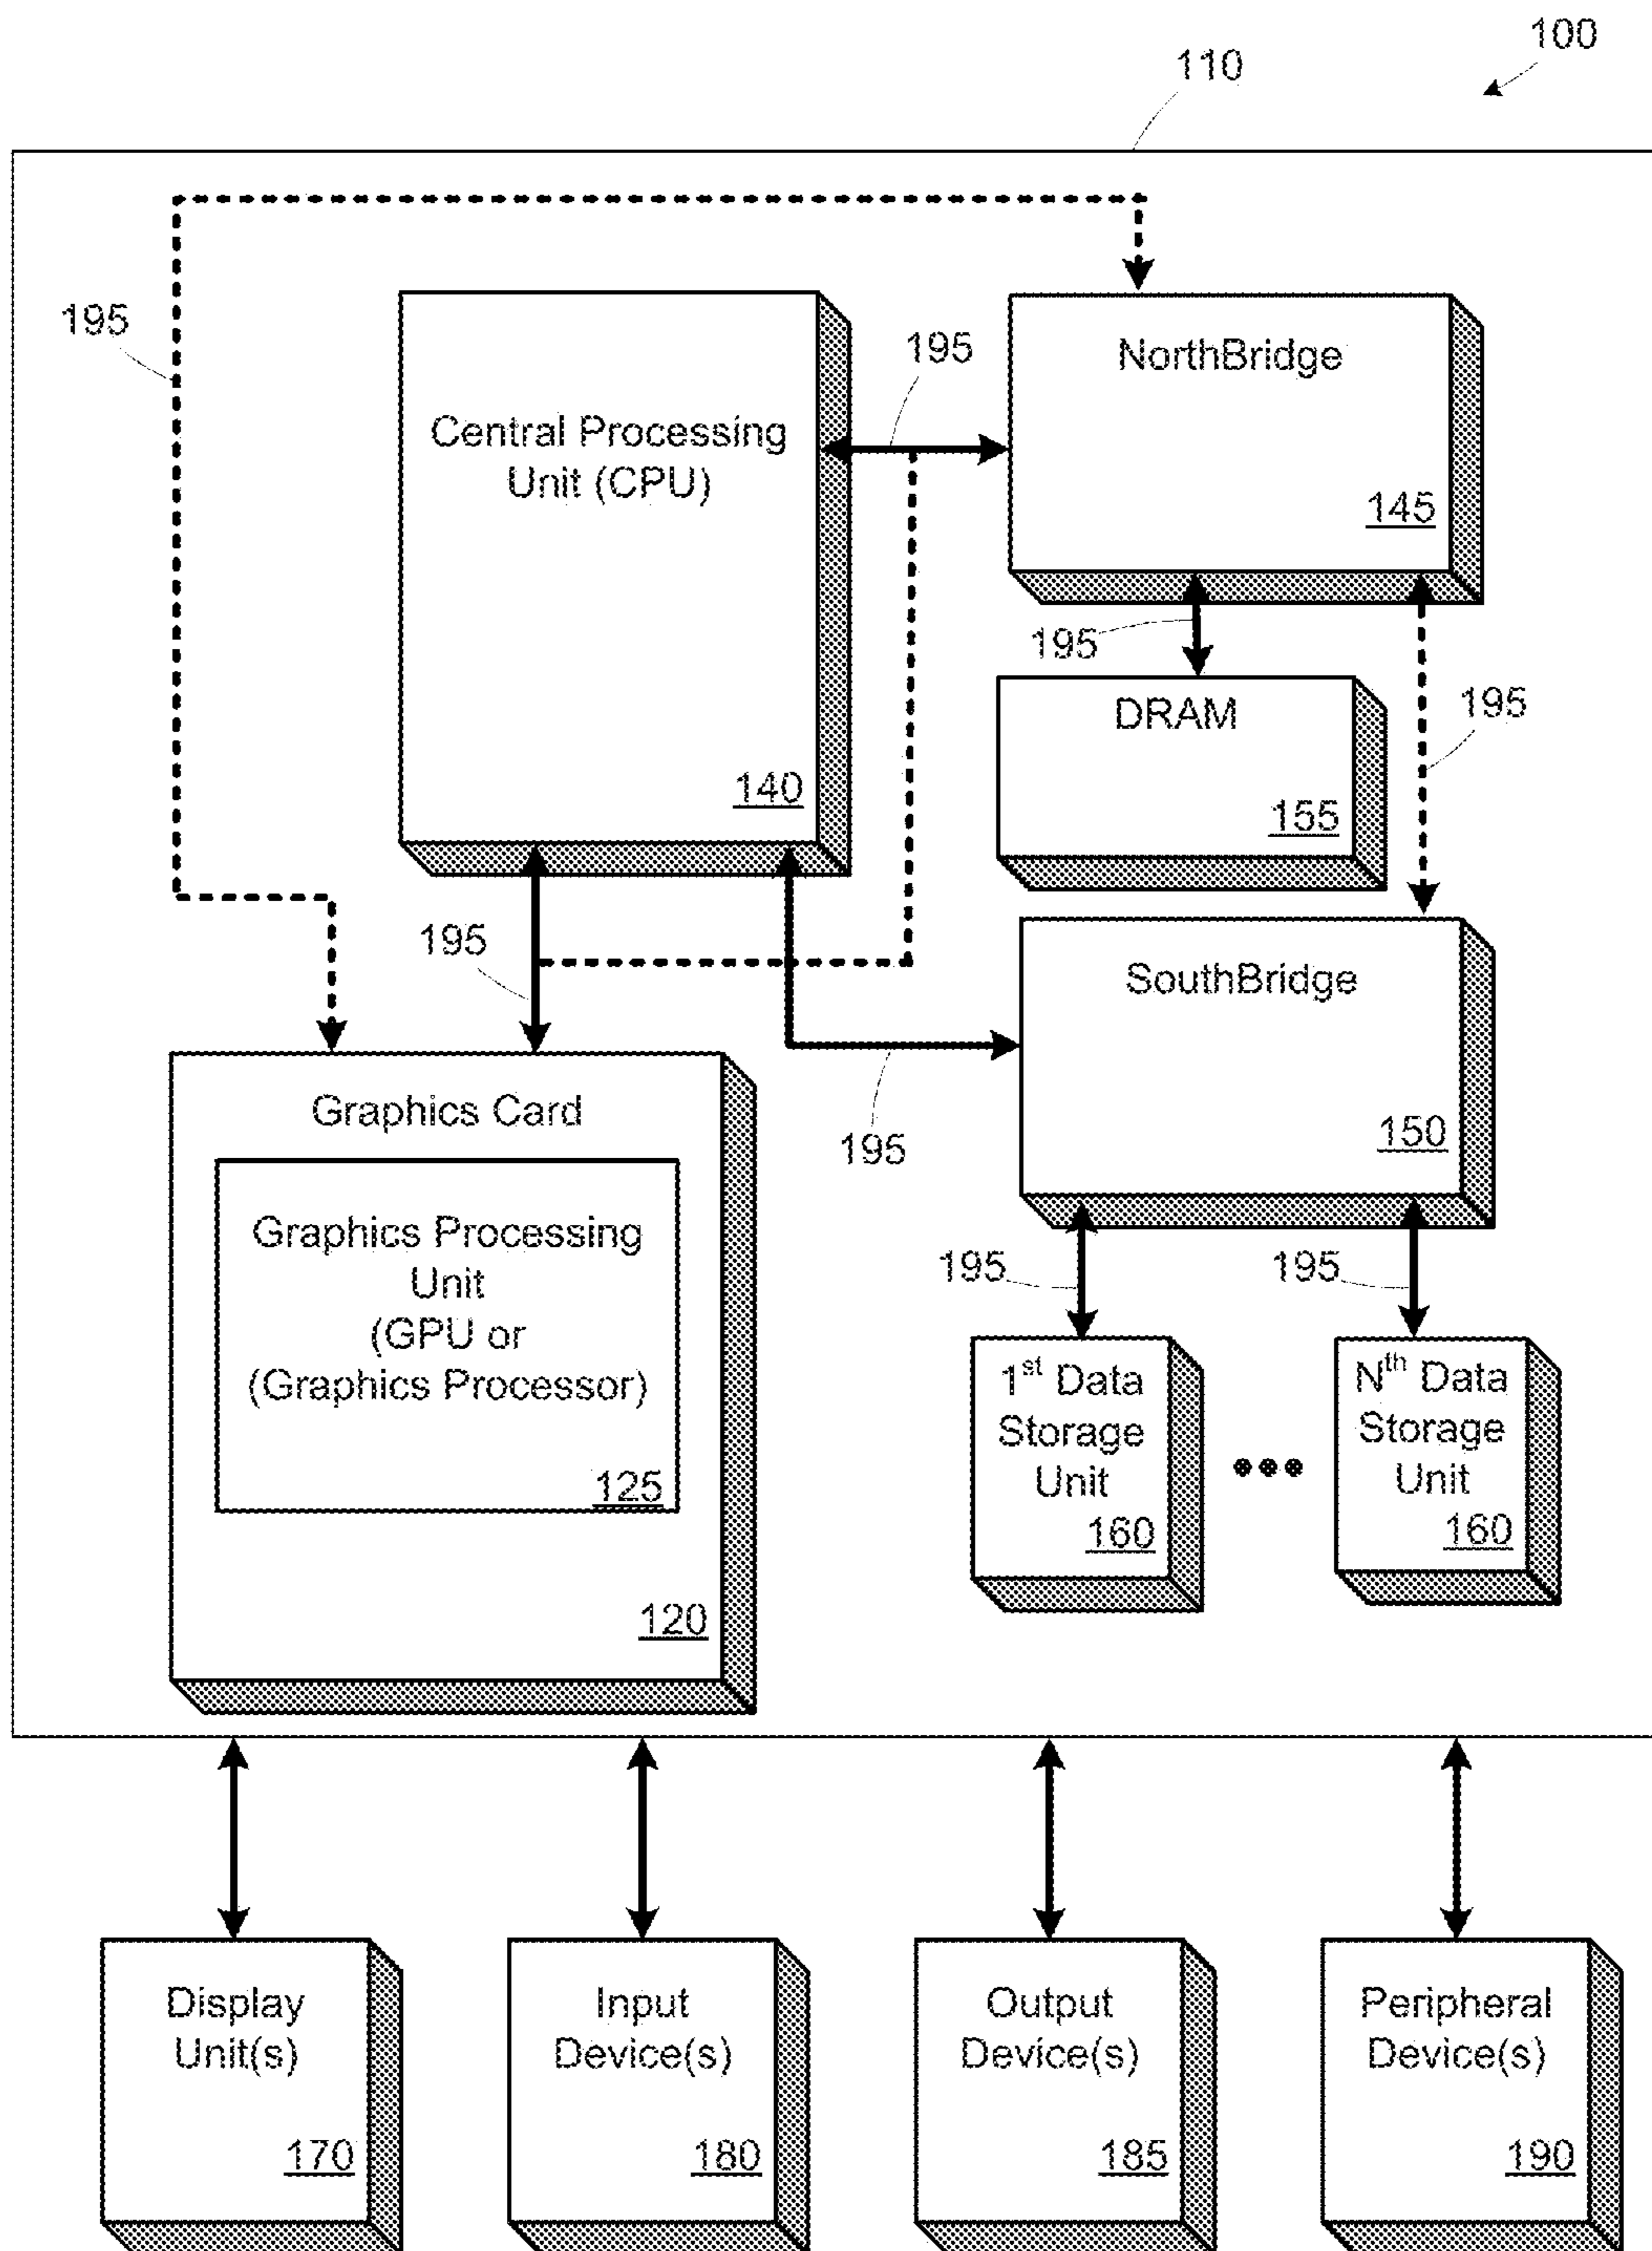 100
110
195
Central Processing
Unit (CPU)
140
195
NorthBridge
145
195
DRAM
155
195
195
SouthBridge
150
195
Graphics Card
Graphics Processing
Unit
(GPU or
(Graphics Processor)
125
120
195
195
1st Data
Storage
Unit
160
Nth Data
Storage
Unit
160
Display
Unit(s)
170
Input
Device(s)
180
Output
Device(s)
185
Peripheral
Device(s)
190